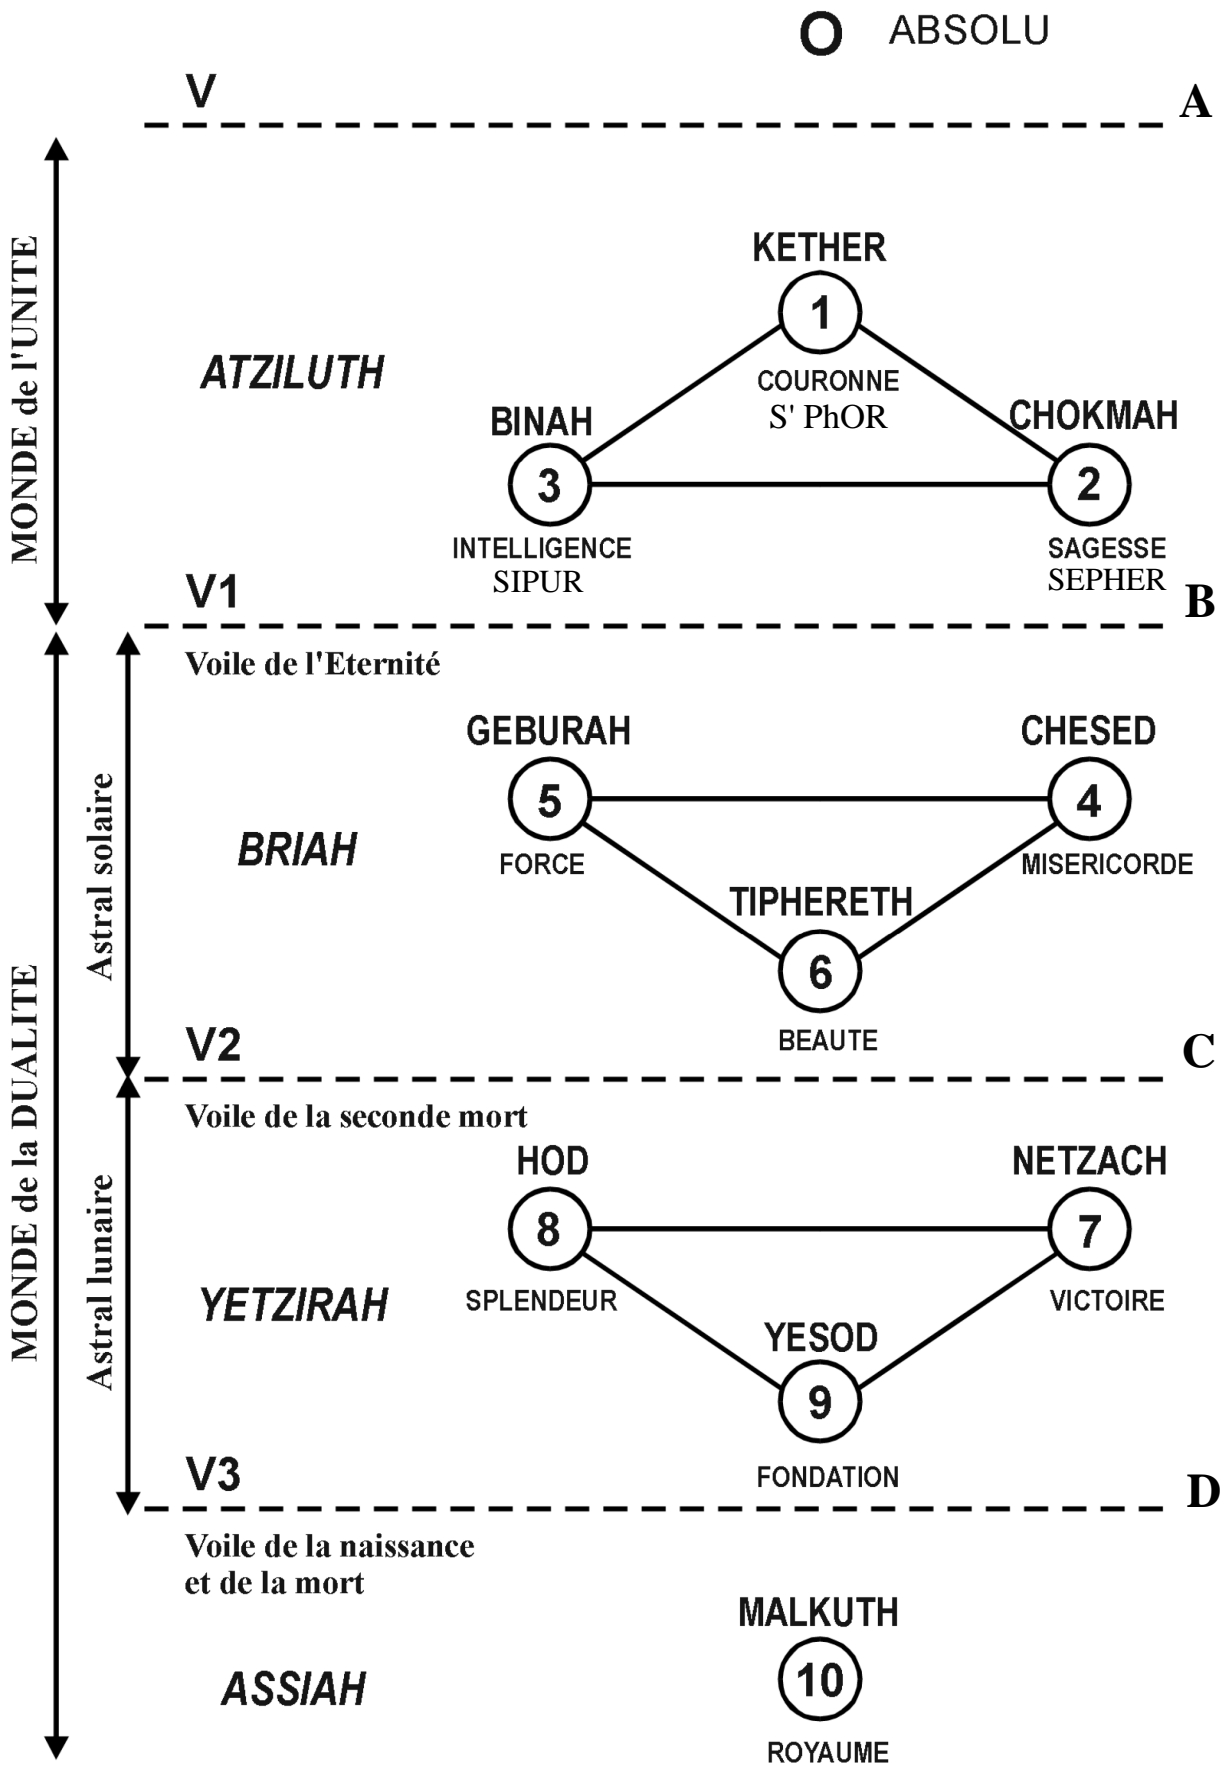 O ABSOLU
V
A
KETHER
1
COURONNE
S' PhOR
MONDE de l'UNITE
ATZILUTH
BINAH
3
INTELLIGENCE
SIPUR
CHOKMAH
2
SAGESSE
SEPHER
V1
B
Voile de l'Eternité
GEBURAH
5
FORCE
CHESED
4
MISERICORDE
Astral solaire
BRIAH
TIPHERETH
6
BEAUTE
V2
C
MONDE de la DUALITE
Voile de la seconde mort
HOD
8
SPLENDEUR
NETZACH
7
VICTOIRE
Astral lunaire
YETZIRAH
YESOD
9
FONDATION
V3
D
Voile de la naissance
et de la mort
MALKUTH
10
ROYAUME
ASSIAH